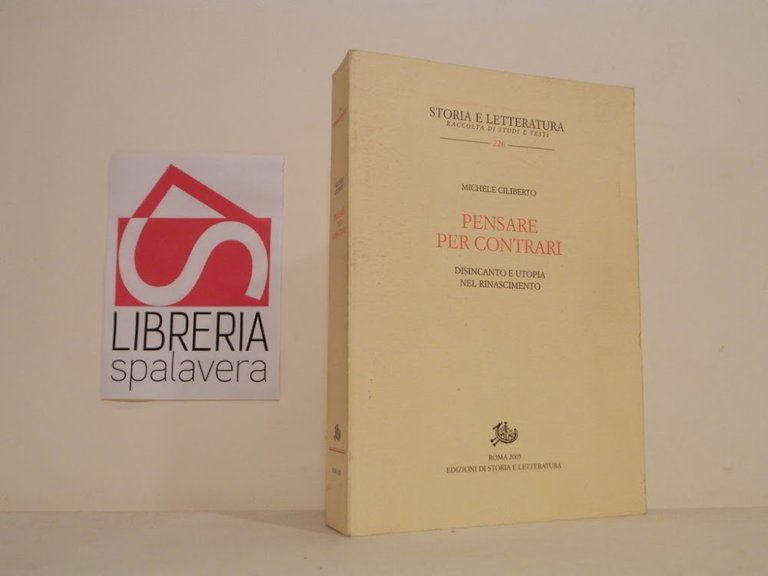 LIBRERIA
spalavera
STORIA E LETTERATURA
RACCOLTA DI STUDI E TESTI
226
MICHELE CILIBERTO
PENSARE
PER CONTRARI
DISINCANTO E UTOPIA
NEL RINASCIMENTO
ROMA 2005
EDIZIONI DI STORIA E LETTERATURA